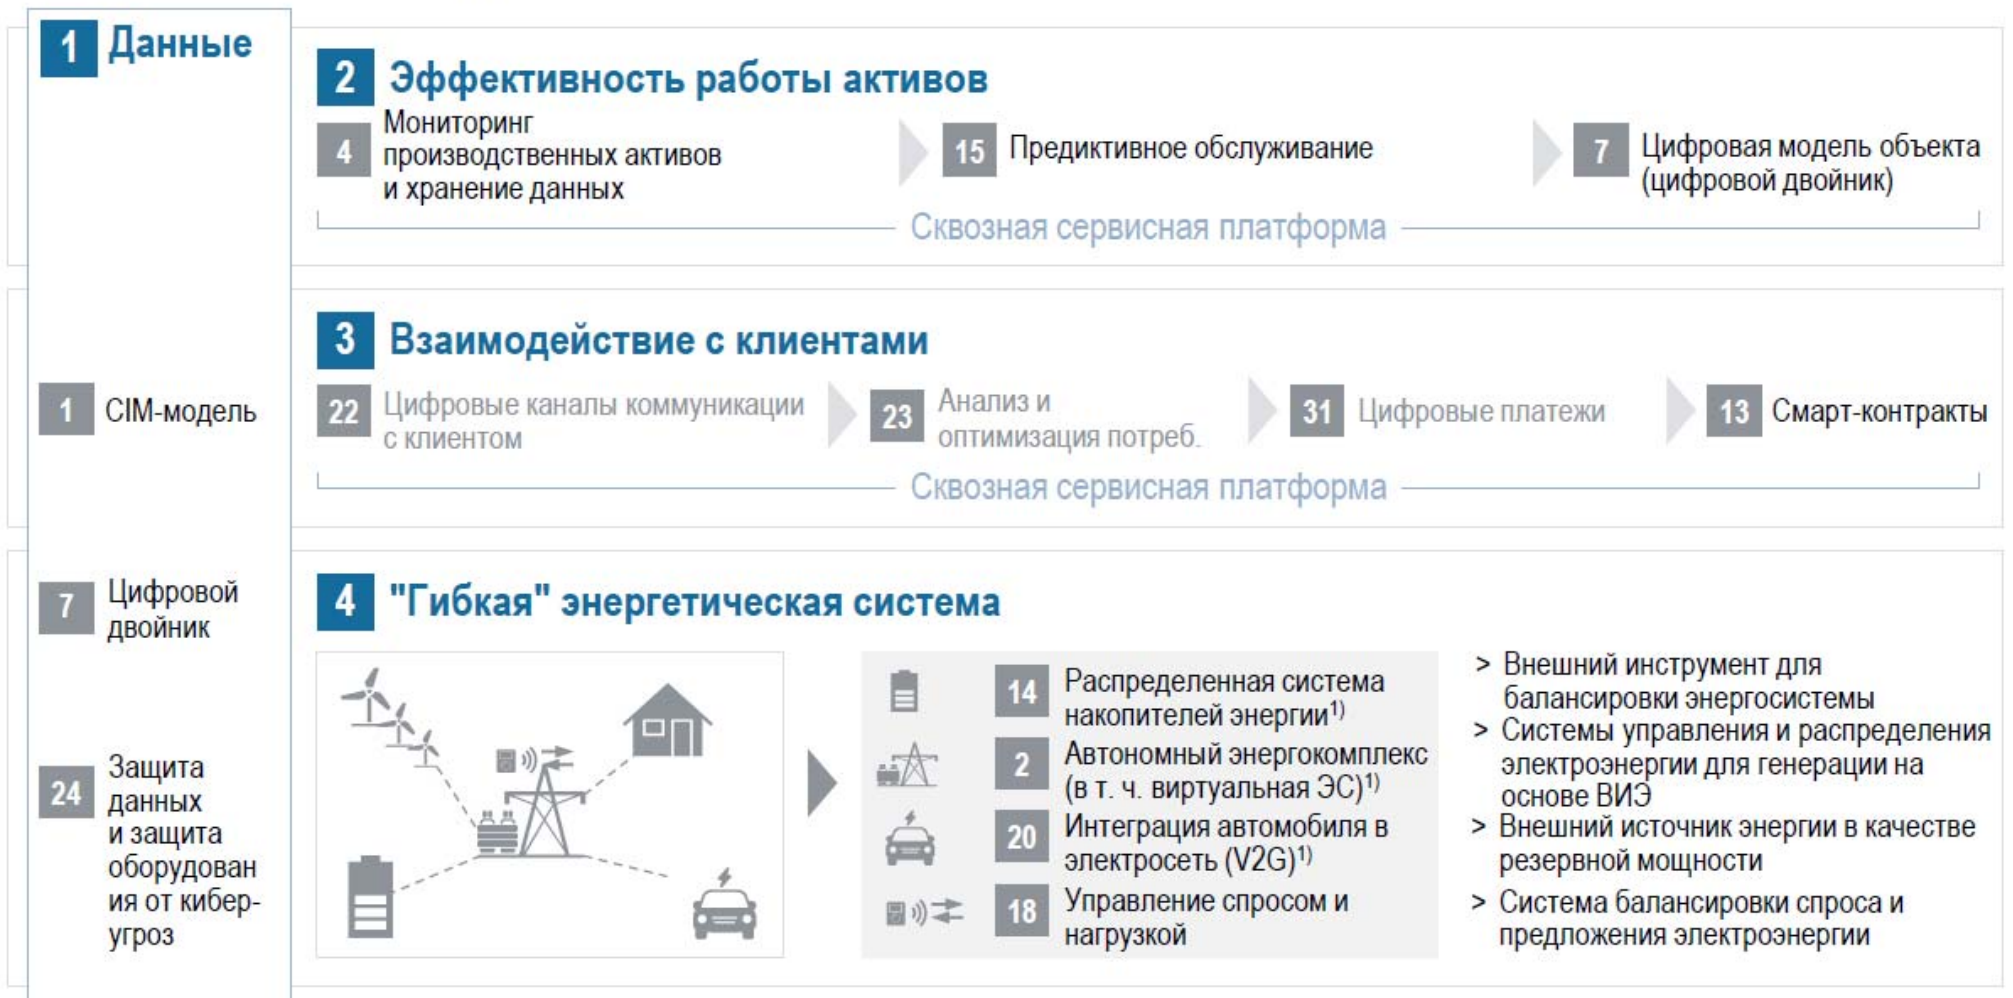 1 Данные
1 CIM-модель
7 Цифровой
двойник
24 Защита
данных
и защита
оборудован
ия от кибер-
угроз
2 Эффективность работы активов
4 Мониторинг
производственных активов
и хранение данных
15 Предиктивное обслуживание
7 Цифровая модель объекта
(цифровой двойник)
Сквозная сервисная платформа
3 Взаимодействие с клиентами
22 Цифровые каналы коммуникации
с клиентом
23 Анализ и
оптимизация потреб.
31 Цифровые платежи
13 Смарт-контракты
Сквозная сервисная платформа
4 "Гибкая" энергетическая система
14 Распределенная система
накопителей энергии¹⁾
2 Автономный энергокомплекс
(в т. ч. виртуальная ЭС)¹⁾
20 Интеграция автомобиля в
электросеть (V2G)¹⁾
18 Управление спросом и
нагрузкой
> Внешний инструмент для
балансировки энергосистемы
> Системы управления и распределения
электроэнергии для генерации на
основе ВИЭ
> Внешний источник энергии в качестве
резервной мощности
> Система балансировки спроса и
предложения электроэнергии